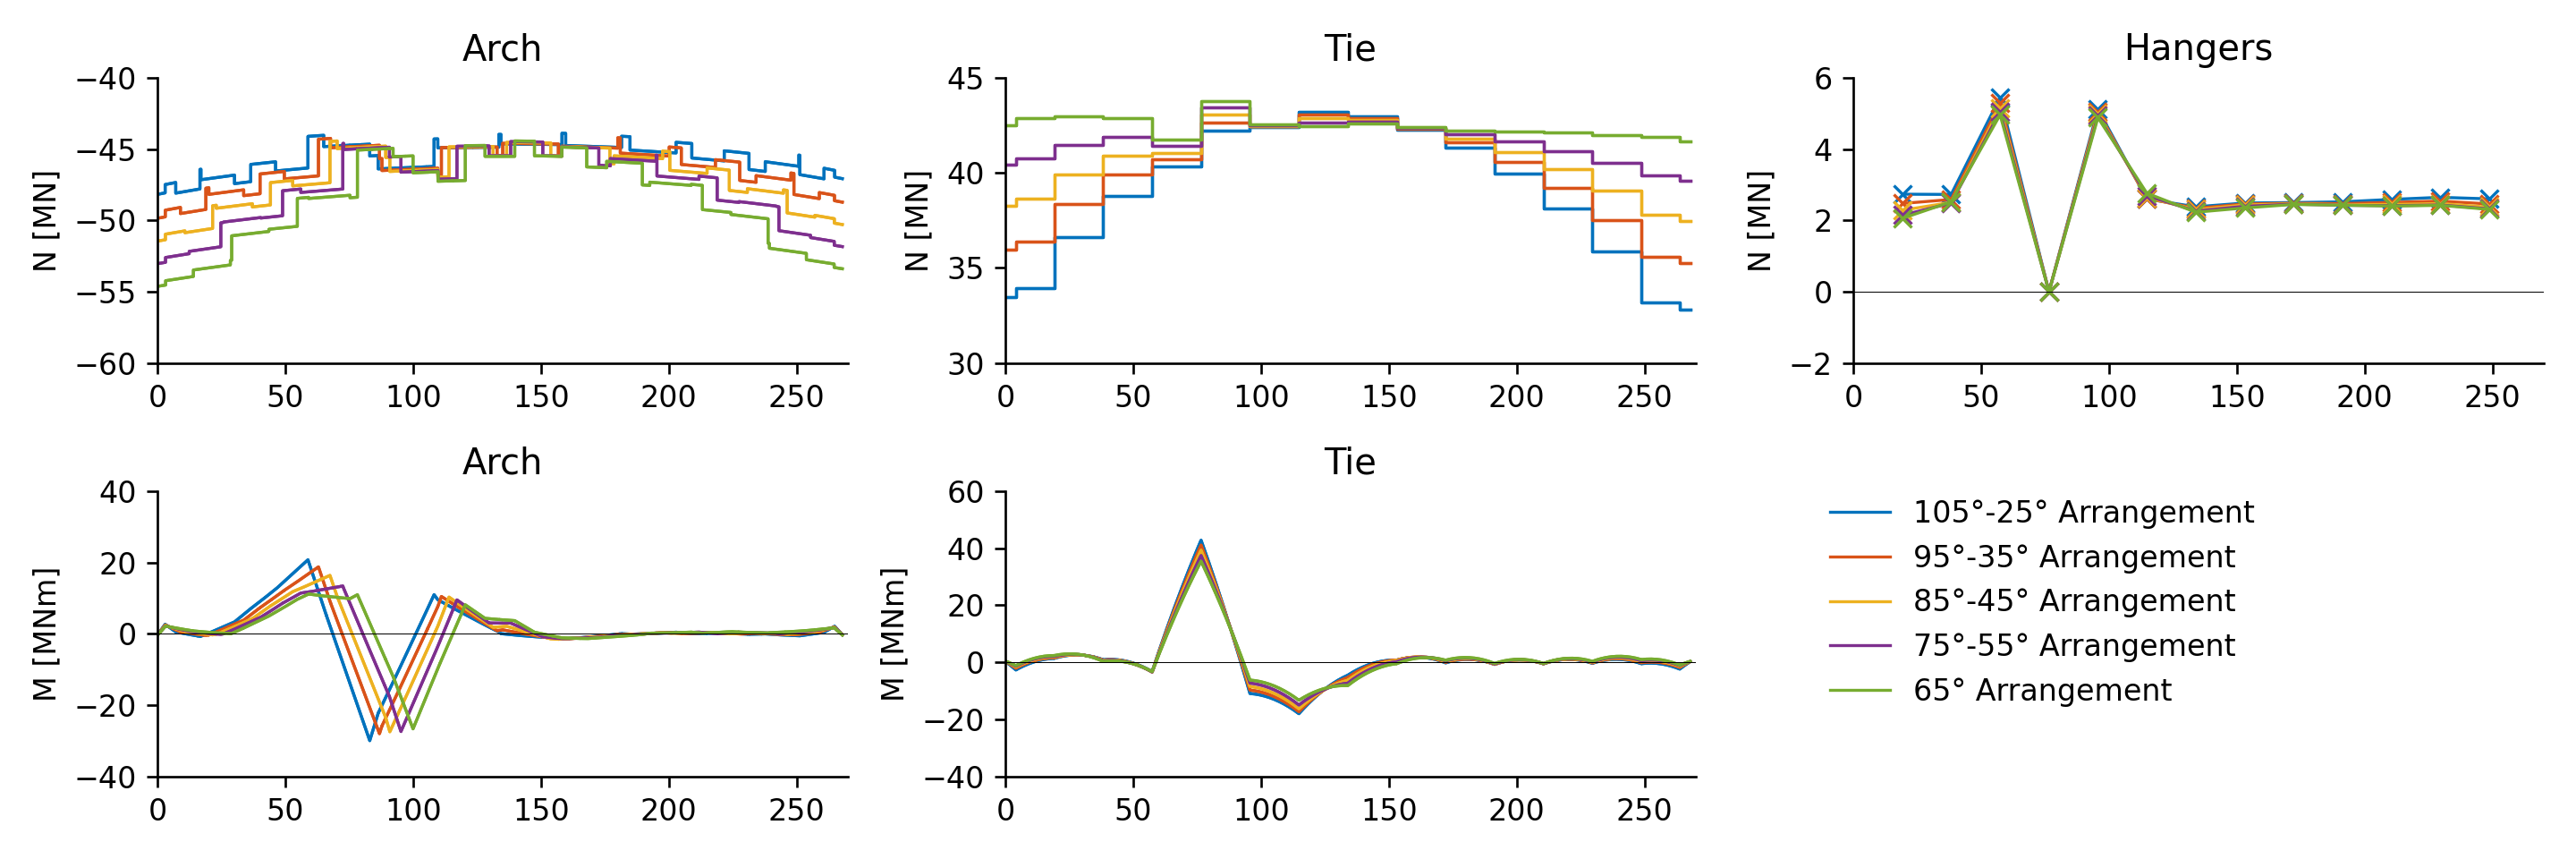 Arch
Tie
Hangers
−40
−45
−50
−55
−60
N [MN]
0 50 100 150 200 250
45
40
35
30
N [MN]
0 50 100 150 200 250
6
4
2
0
−2
N [MN]
0 50 100 150 200 250
Arch
Tie
40
20
0
−20
−40
M [MNm]
0 50 100 150 200 250
60
40
20
0
−20
−40
M [MNm]
0 50 100 150 200 250
105°-25° Arrangement
95°-35° Arrangement
85°-45° Arrangement
75°-55° Arrangement
65° Arrangement